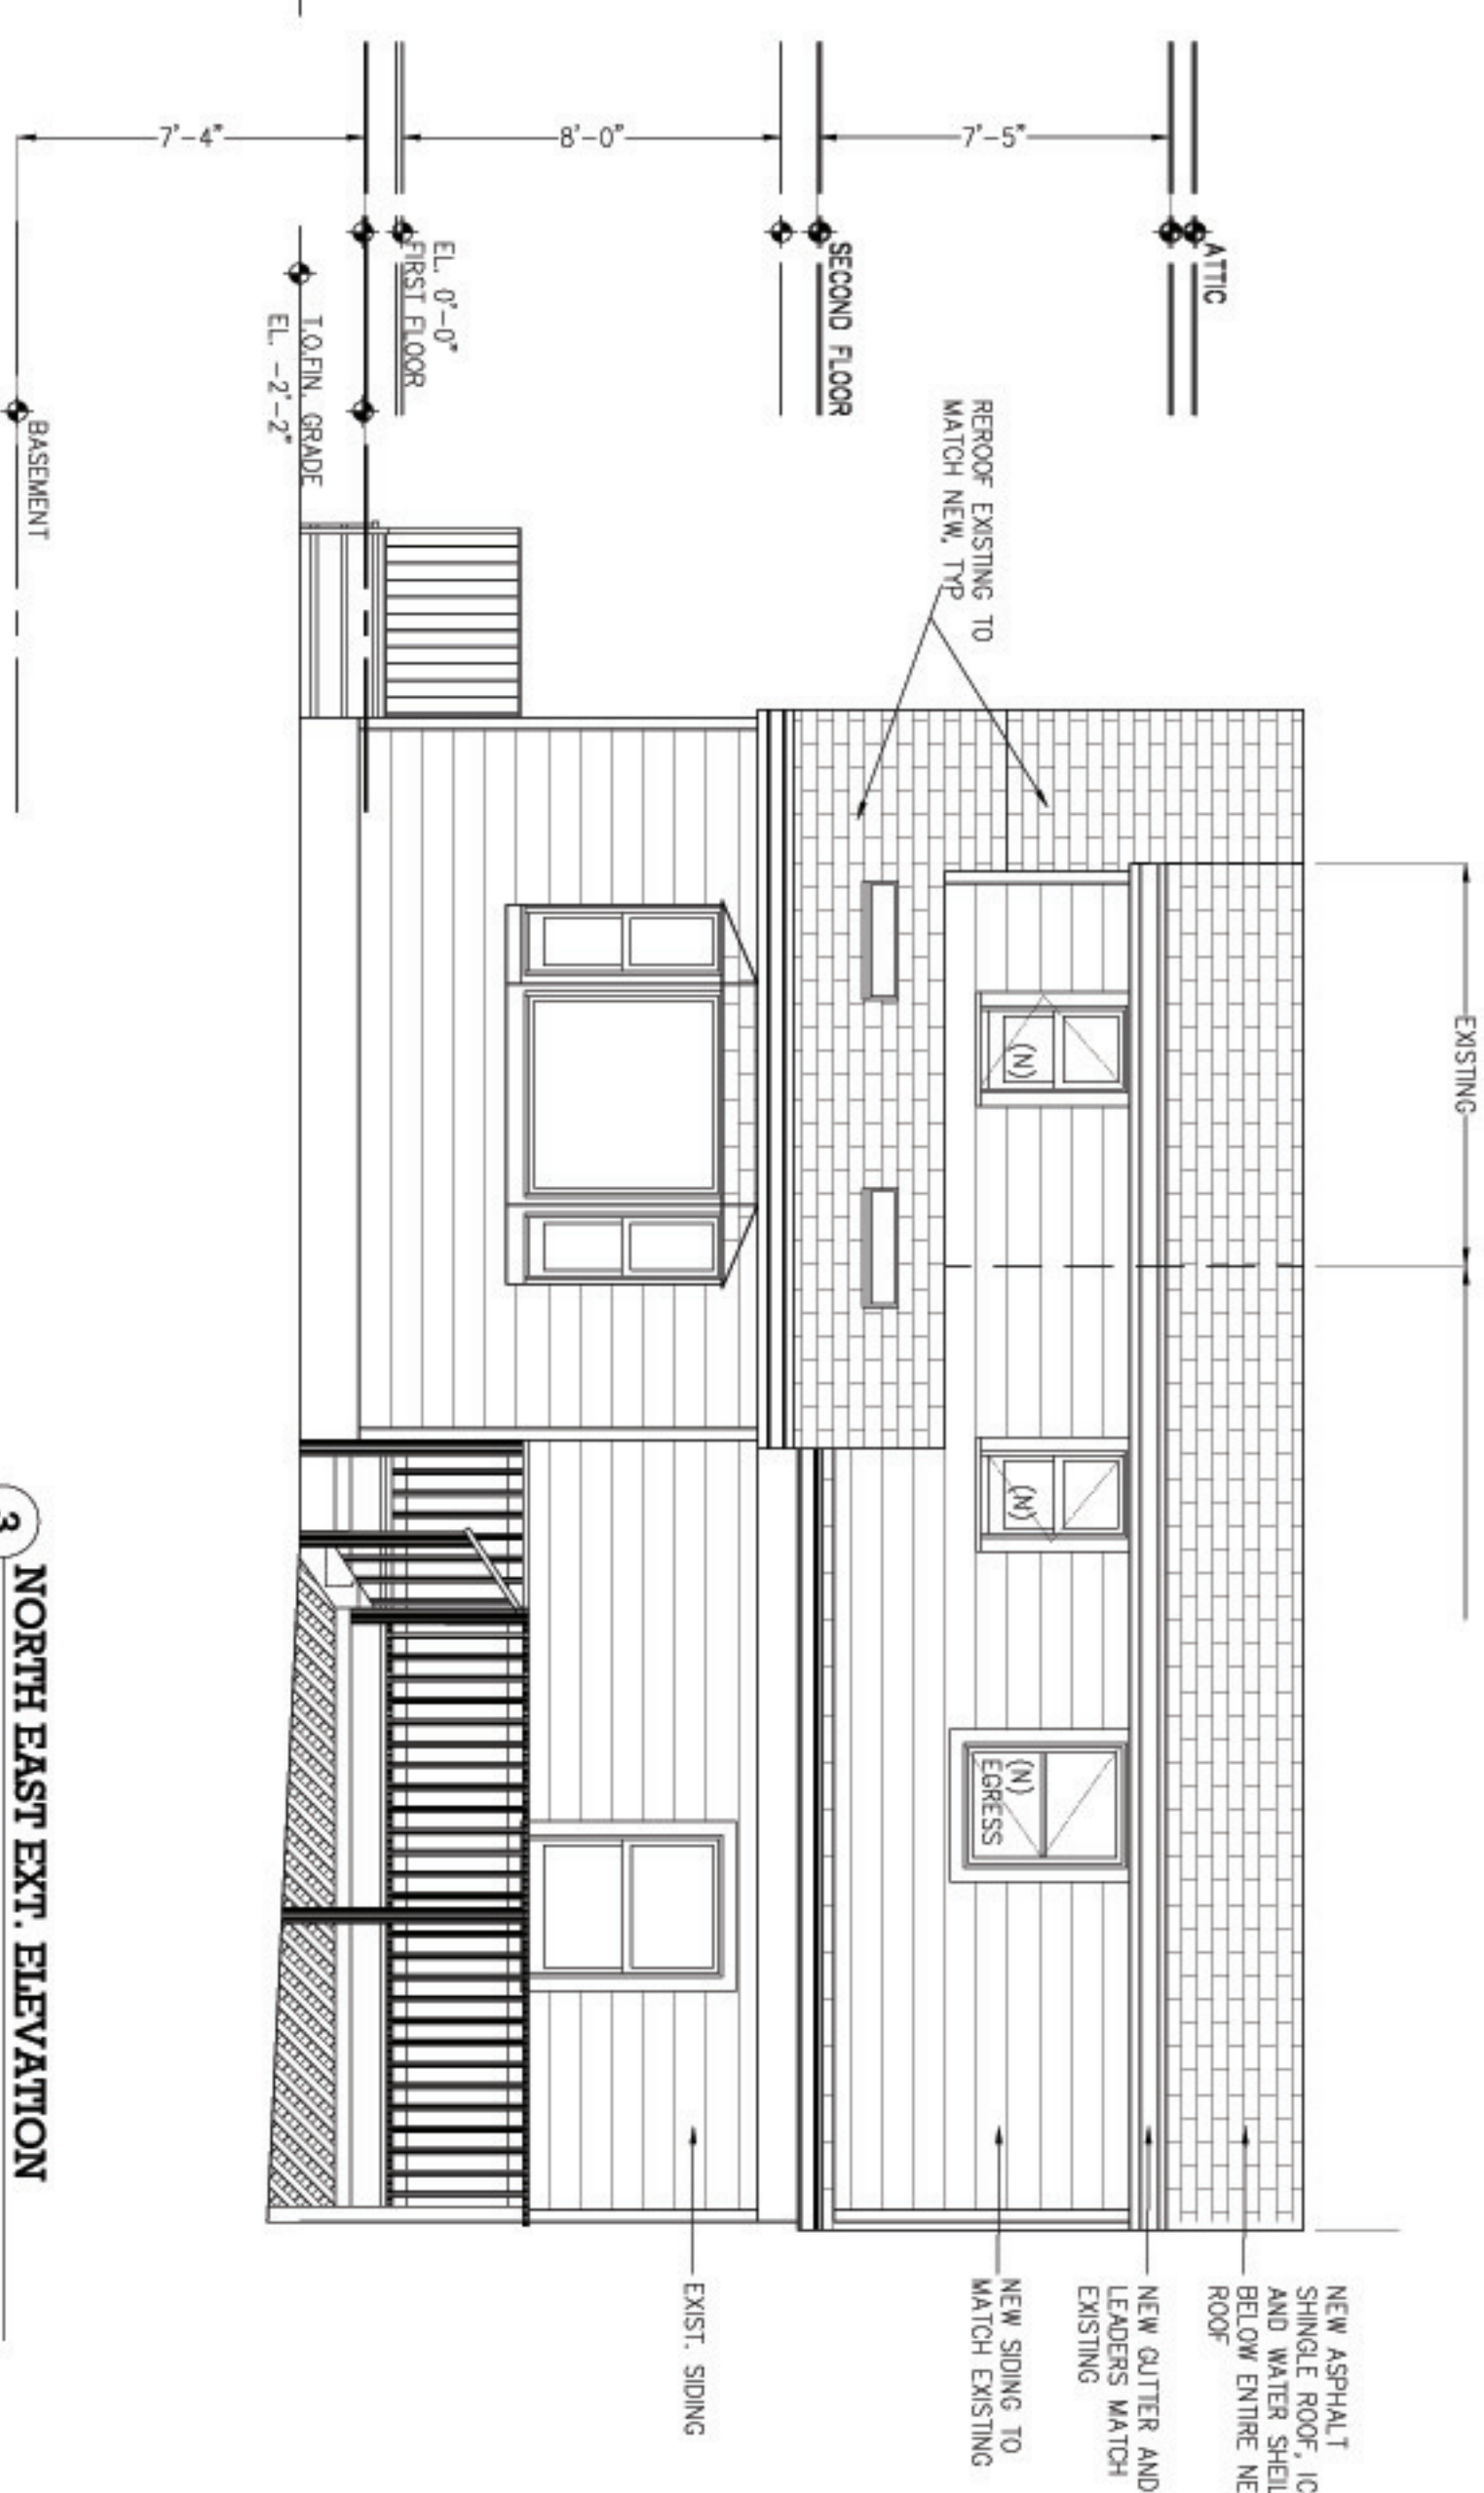 EXISTING
NEW ASPHALT
SHINGLE ROOF, IC
AND WATER SHEIL
BELOW ENTIRE NE
ROOF
NEW GUTTER AND
LEADERS MATCH
EXISTING
NEW SIDING TO
MATCH EXISTING
EXIST. SIDING
ATTIC
7'-5"
SECOND FLOOR
8'-0"
EL. 0'-0"
FIRST FLOOR
7'-4"
T.O.FIN. GRADE
EL. -2'-2"
BASEMENT
REROOF EXISTING TO
MATCH NEW, TYP
(N)
(N)
(N)
EGRESS
3
NORTH EAST EXT. ELEVATION